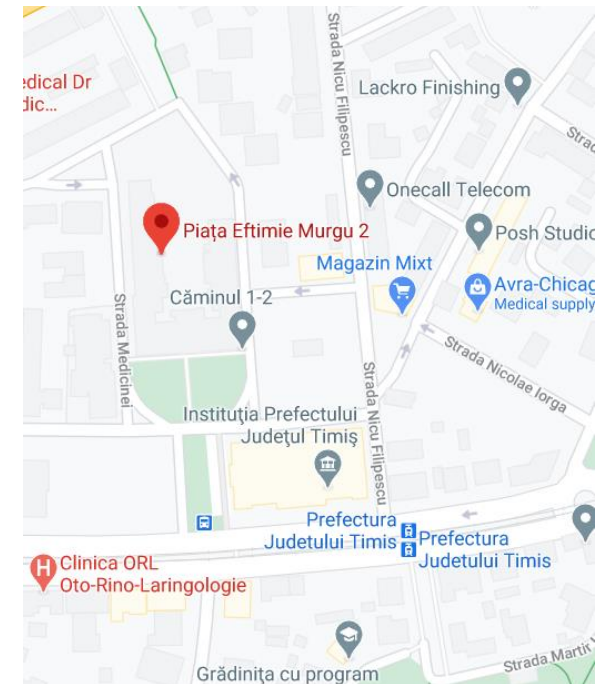 edical Dr
dic...
Strada Nicu Filipescu
Lackro Finishing
Onecall Telecom
Piața Eftimie Murgu 2
Posh Studio
Magazin Mixt
Avra-Chicag
Medical supply
Căminul 1-2
Strada Medicinei
Strada Nicolae Iorga
Instituția Prefectului
Județul Timiș
Strada Nicu Filipescu
Prefectura
Judetului Timis
Prefectura
Judetului Timis
H
Clinica ORL
Oto-Rino-Laringologie
Grădinița cu program
Strada Martir